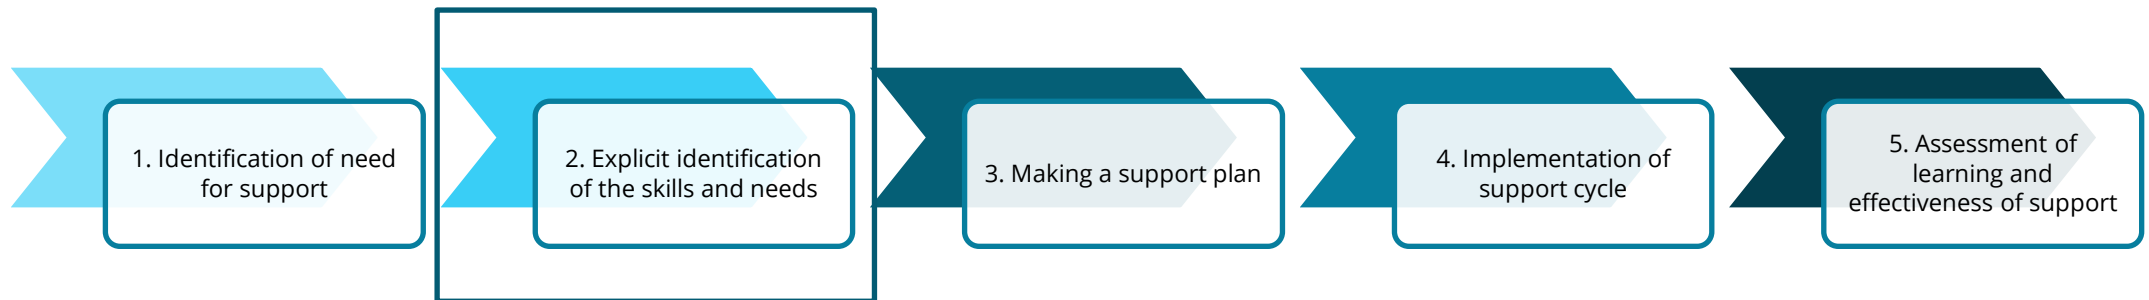 1. Identification of need
for support
2. Explicit identification
of the skills and needs
3. Making a support plan
4. Implementation of
support cycle
5. Assessment of
learning and
effectiveness of support